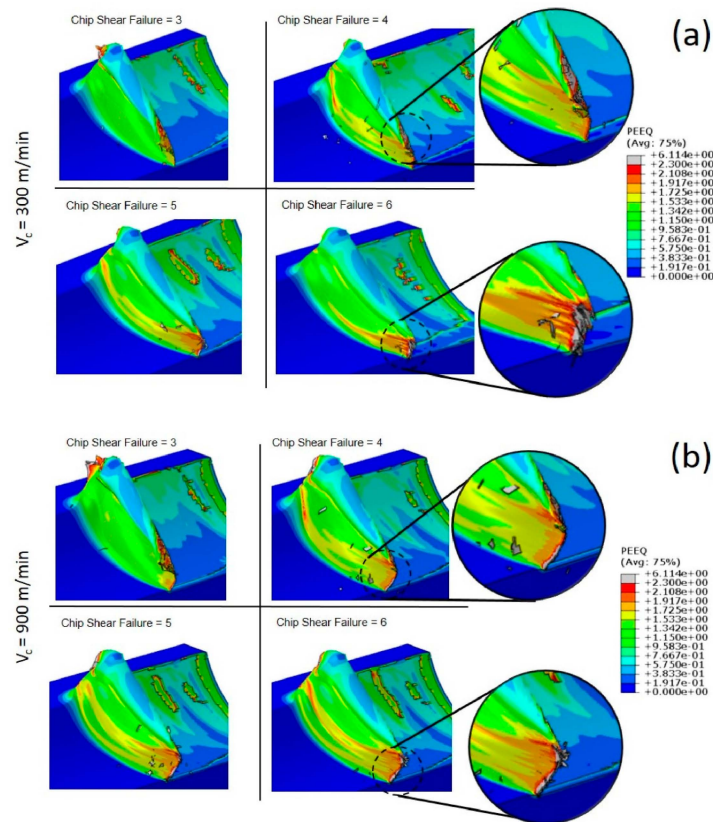 Chip Shear Failure = 3
Chip Shear Failure = 4
(a)
V_c = 300 m/min
PEEQ
(Avg: 75%)
+6.114e+00
+2.300e+00
+2.108e+00
+1.917e+00
+1.725e+00
+1.533e+00
+1.342e+00
+1.150e+00
+9.583e-01
+7.667e-01
+5.750e-01
+3.833e-01
+1.917e-01
+0.000e+00
Chip Shear Failure = 5
Chip Shear Failure = 6
Chip Shear Failure = 3
Chip Shear Failure = 4
(b)
V_c = 900 m/min
PEEQ
(Avg: 75%)
+6.114e+00
+2.300e+00
+2.108e+00
+1.917e+00
+1.725e+00
+1.533e+00
+1.342e+00
+1.150e+00
+9.583e-01
+7.667e-01
+5.750e-01
+3.833e-01
+1.917e-01
+0.000e+00
Chip Shear Failure = 5
Chip Shear Failure = 6